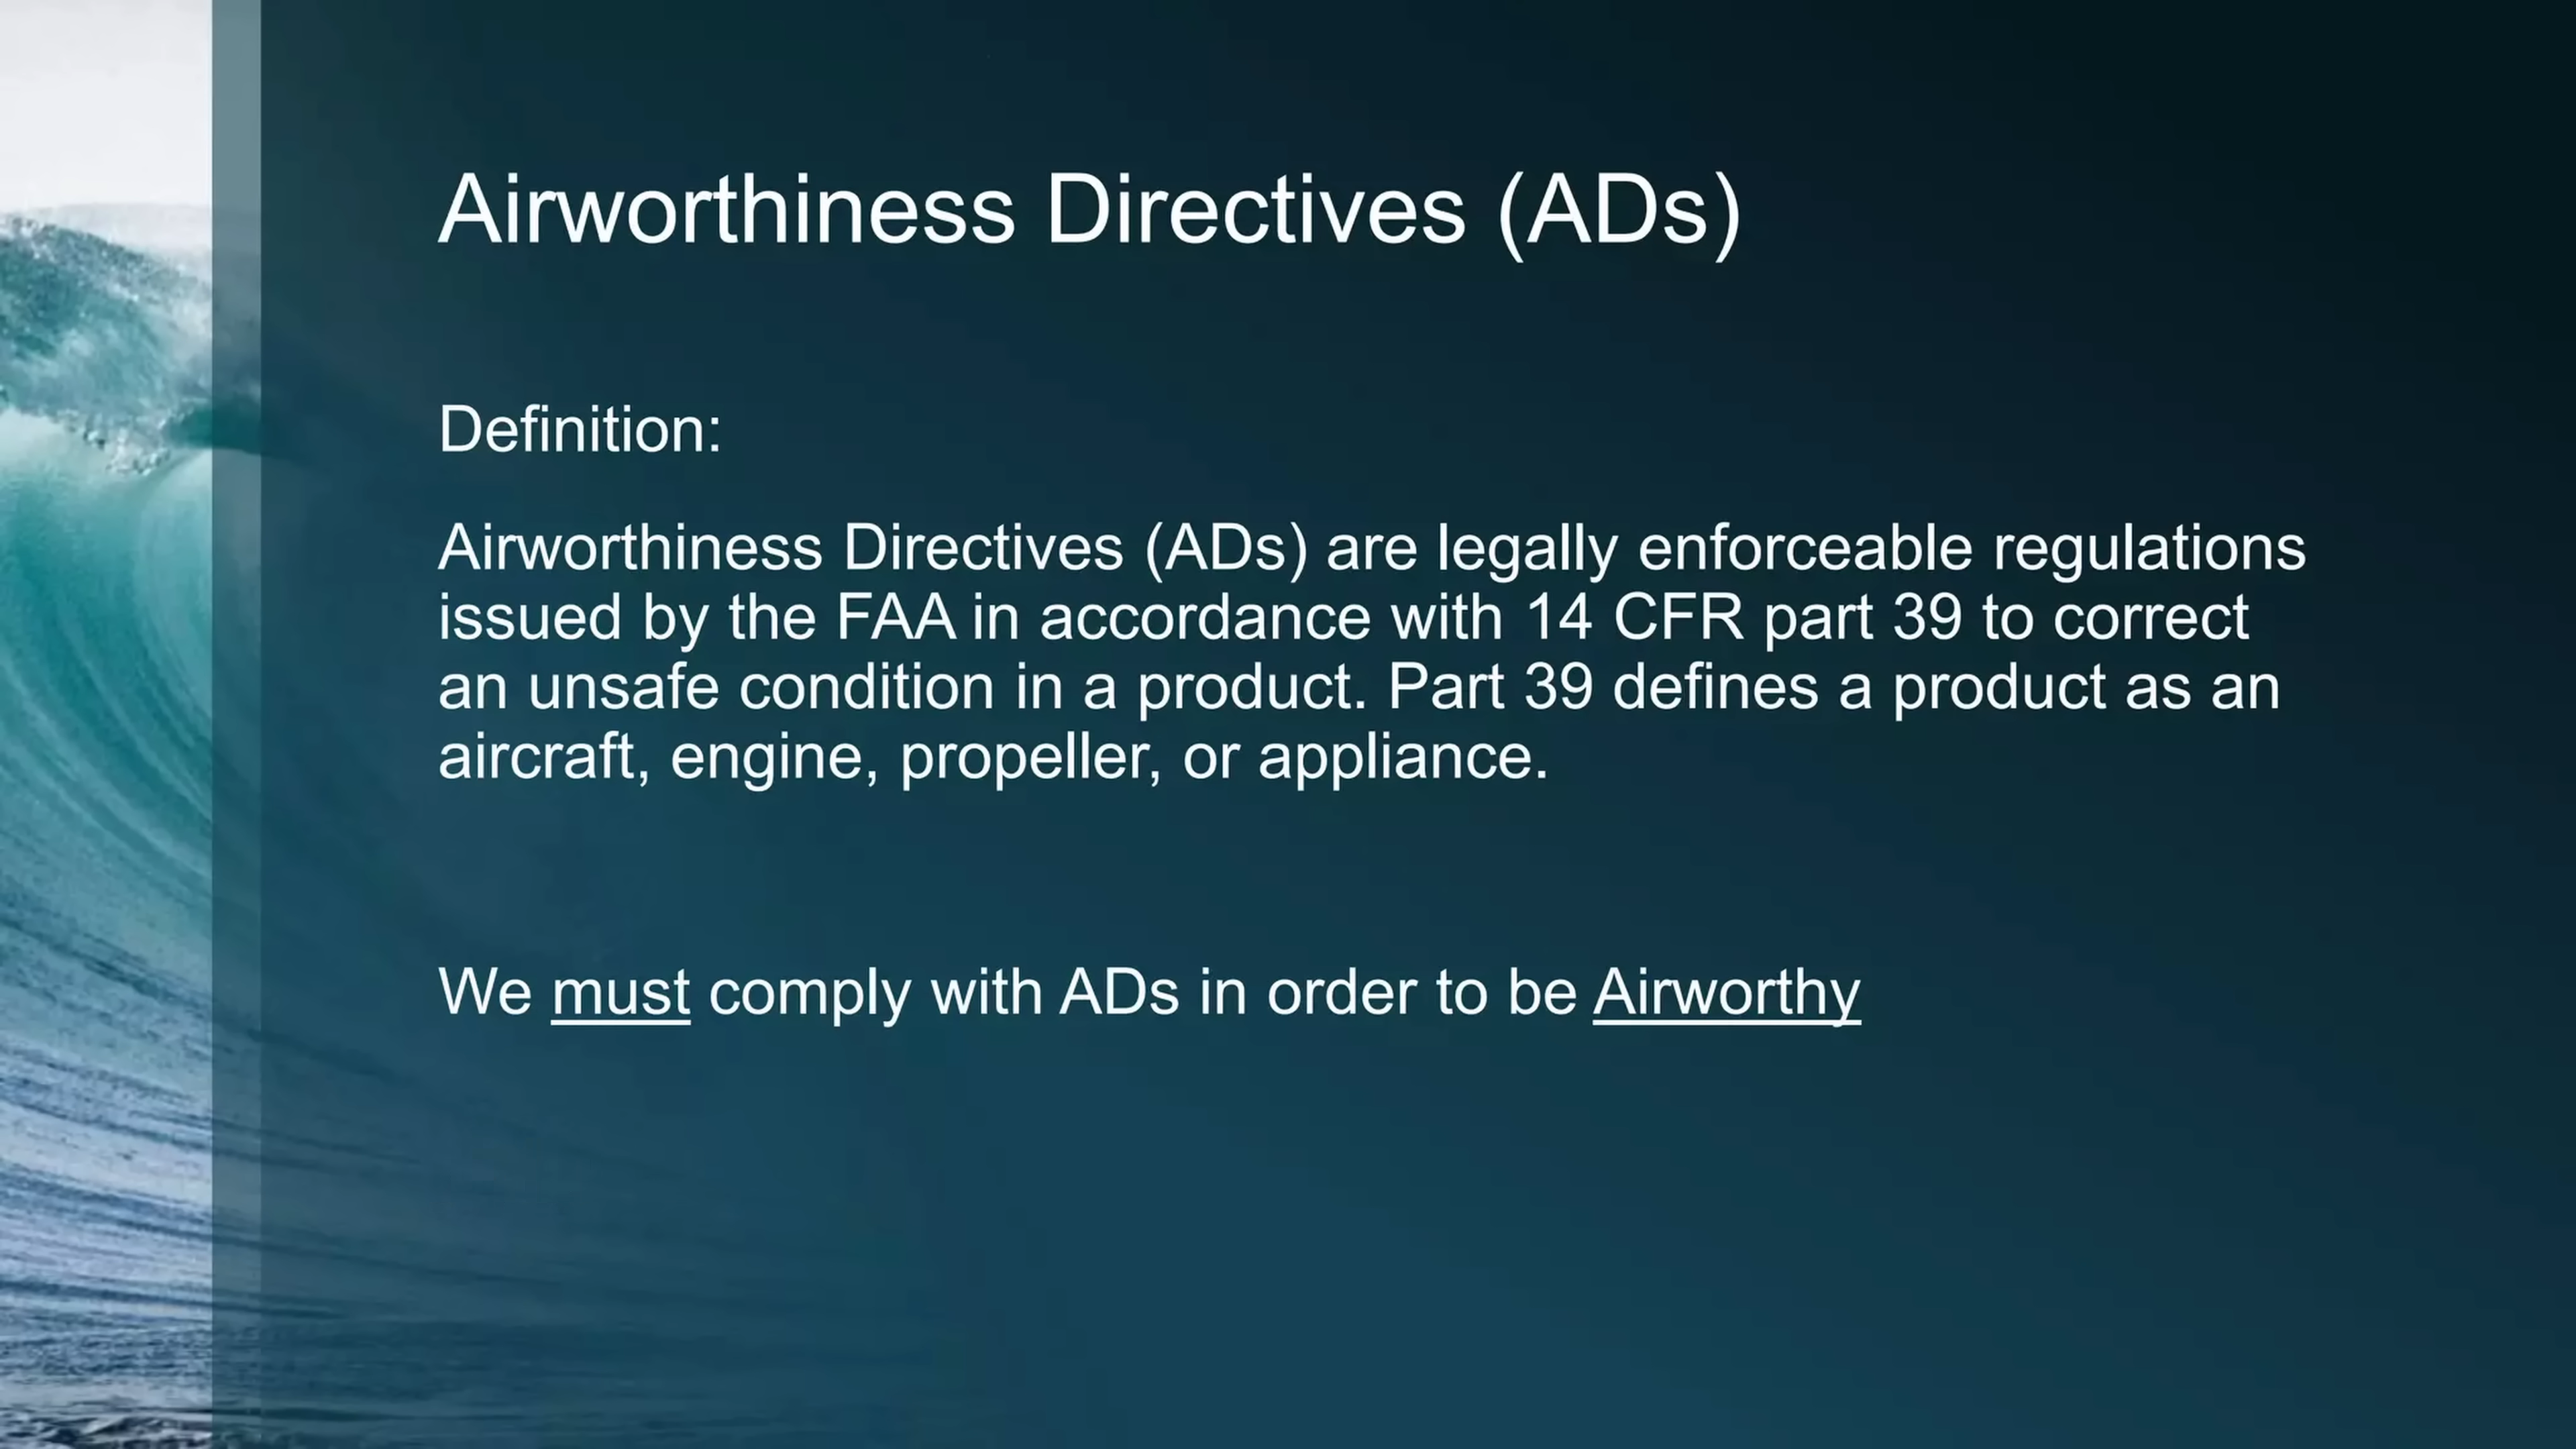 Airworthiness Directives (ADs)
Definition:
Airworthiness Directives (ADs) are legally enforceable regulations
issued by the FAA in accordance with 14 CFR part 39 to correct
an unsafe condition in a product. Part 39 defines a product as an
aircraft, engine, propeller, or appliance.
We must comply with ADs in order to be Airworthy